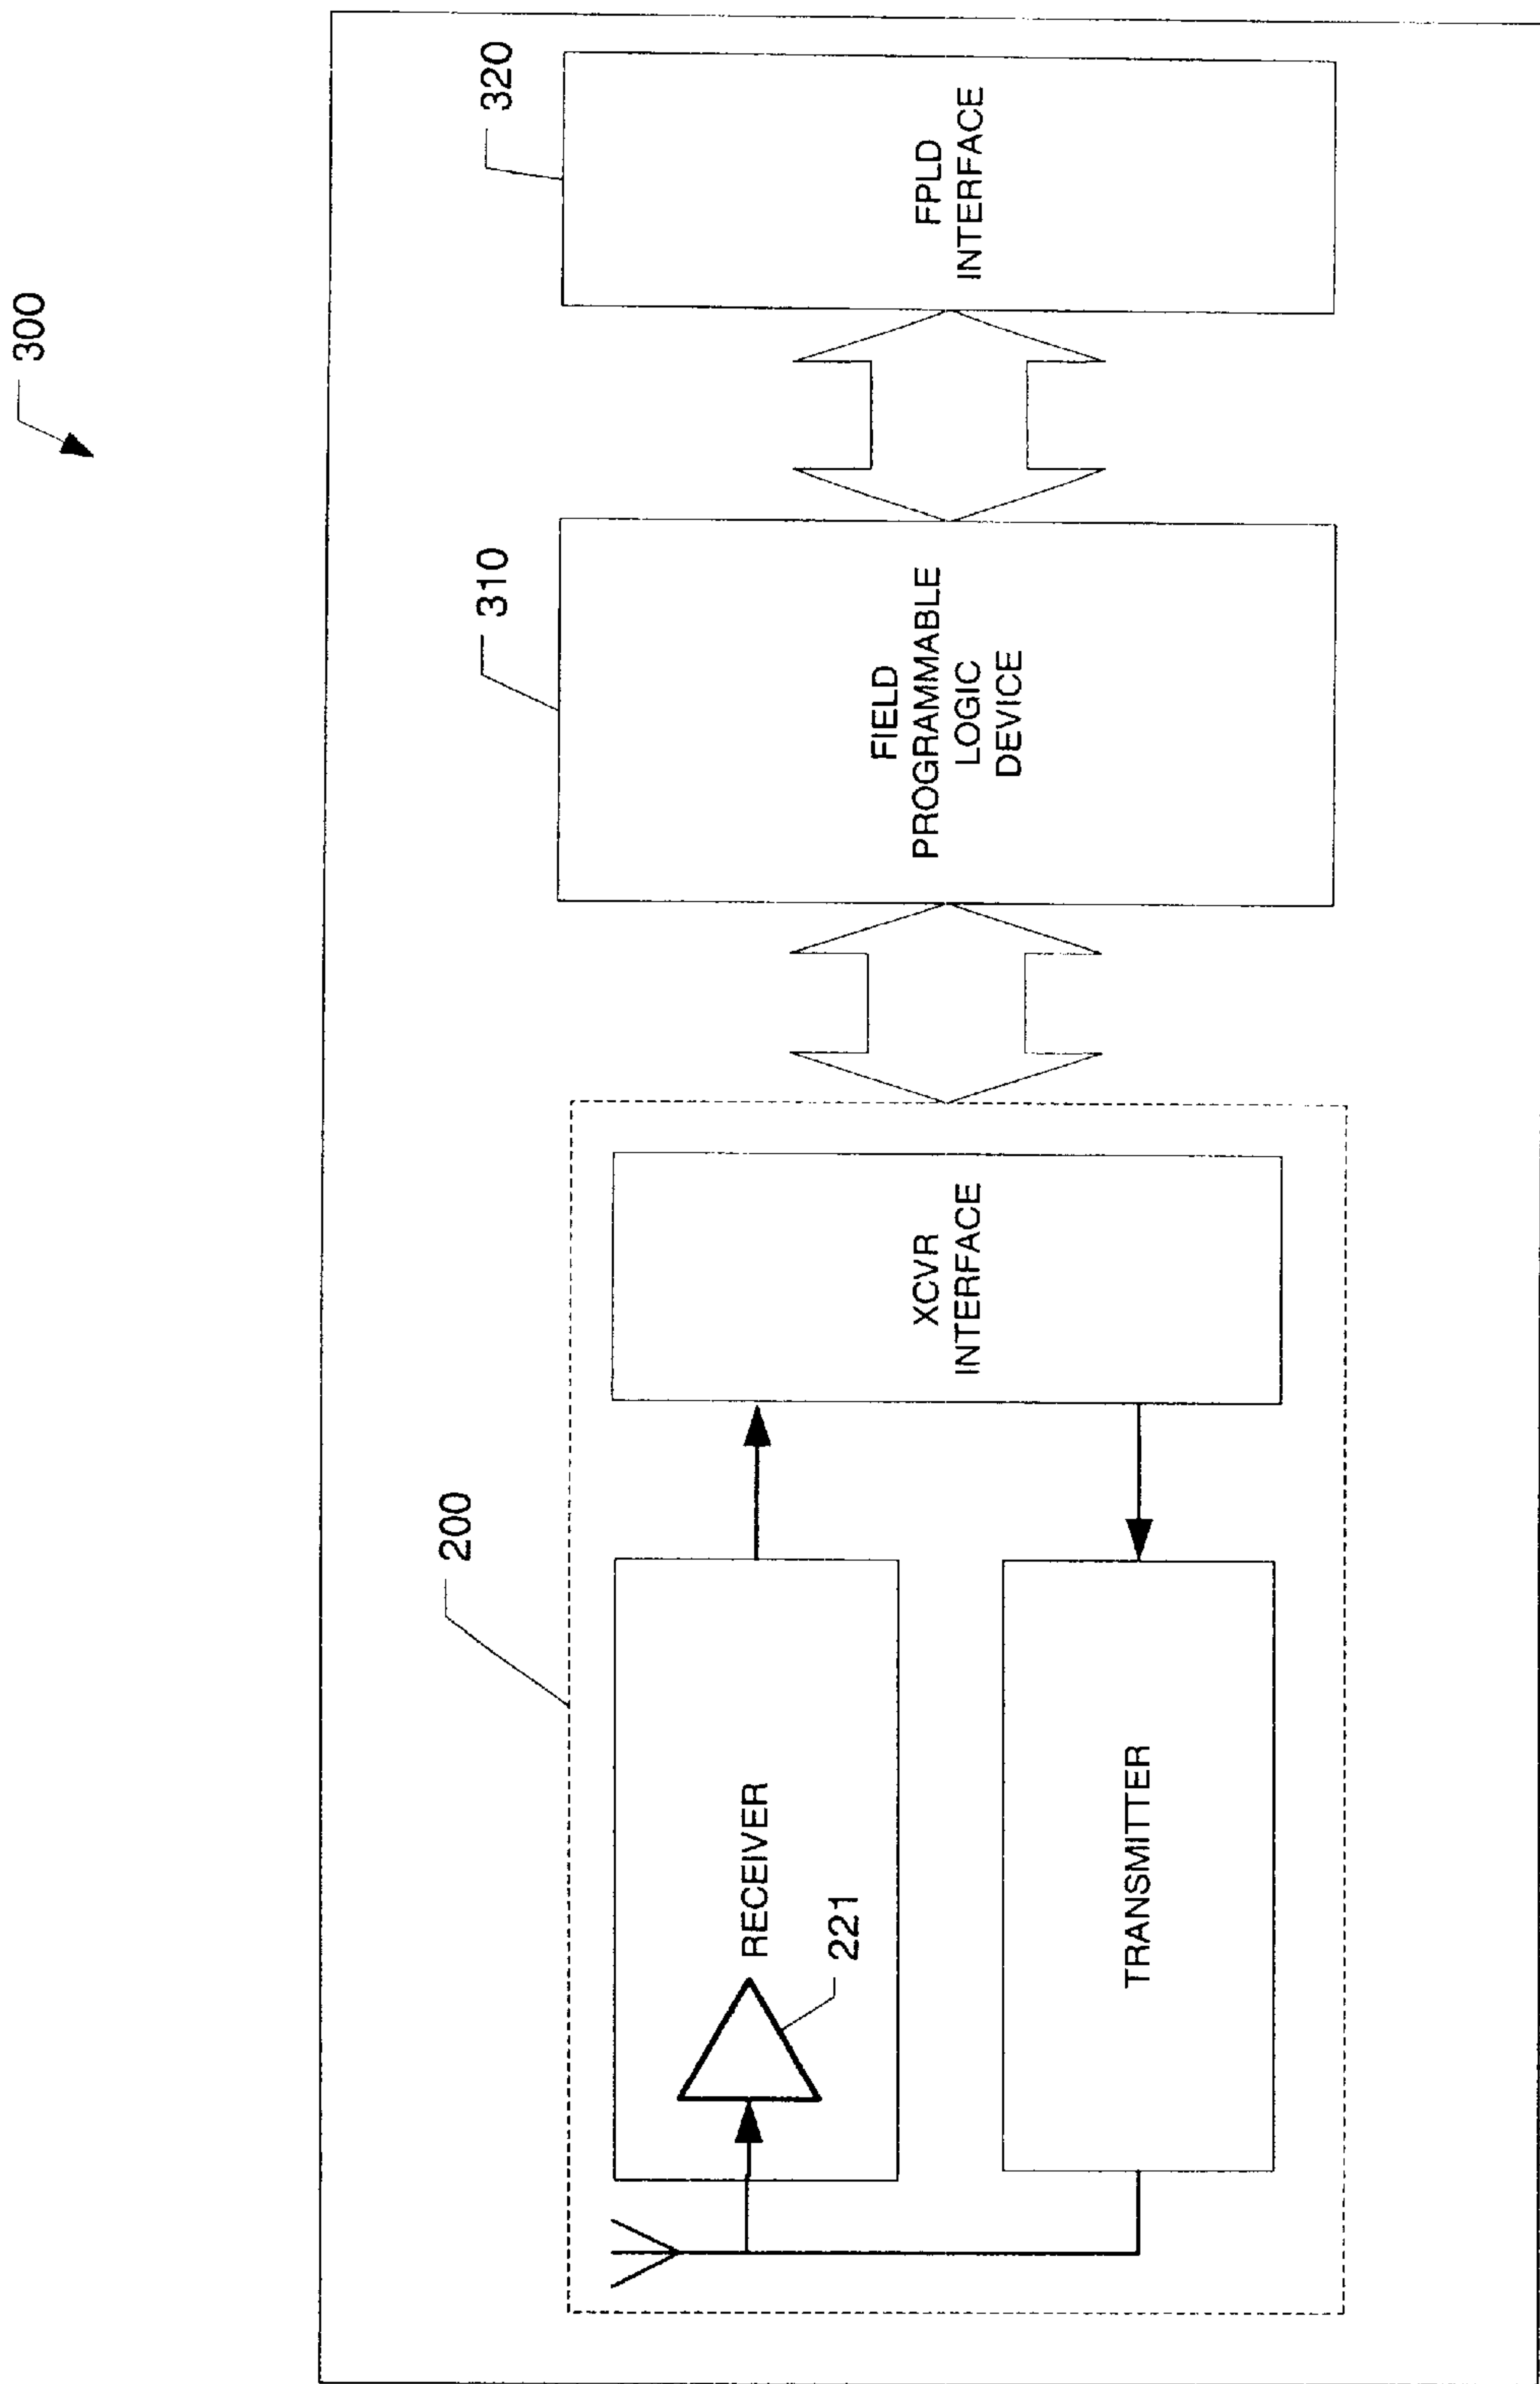 300
200
310
320
RECEIVER
221
TRANSMITTER
XCVR
INTERFACE
FIELD
PROGRAMMABLE
LOGIC
DEVICE
FPLD
INTERFACE